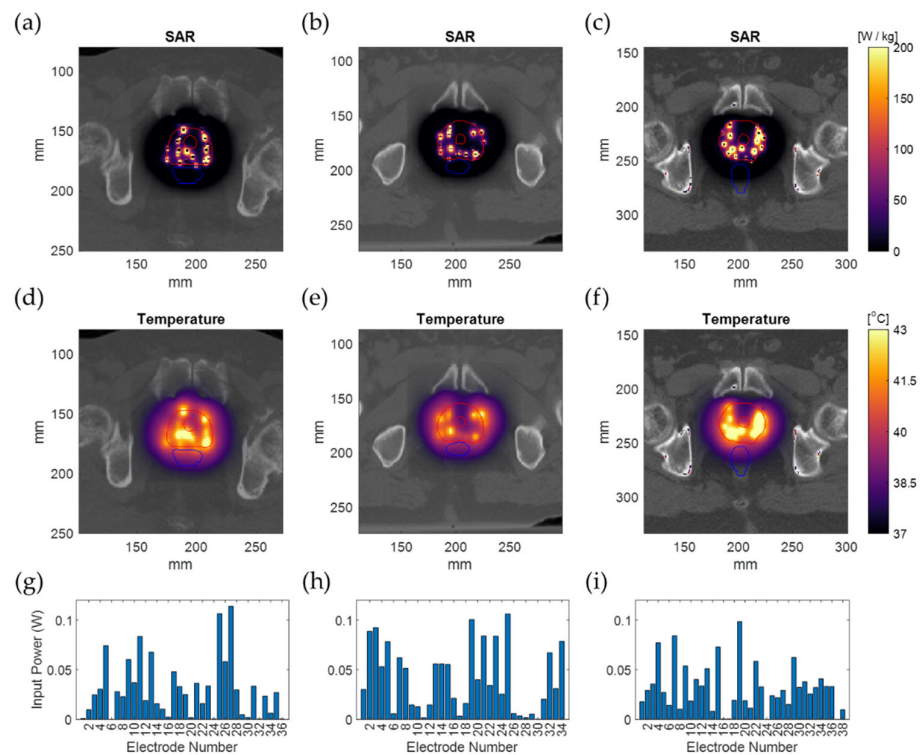 (a) (b) (c)
SAR SAR SAR [W / kg]
100 100 200 200
150 150 150
mm mm mm 250 100
200 200 50
300
250 250 0
150 200 250 150 200 250 150 200 250 300
mm mm mm
(d) (e) (f)
Temperature Temperature Temperature [°C]
100 100 200 43
150 150 41.5
mm mm mm 250 40
200 200 38.5
300
250 250 37
150 200 250 150 200 250 150 200 250 300
mm mm mm
(g) (h) (i)
Input Power (W) 0.1 0.1 0.1
0.05 0.05 0.05
0 0 0
2 4 6 8 10 12 14 16 18 20 22 24 26 28 30 32 34 36 2 4 6 8 10 12 14 16 18 20 22 24 26 28 30 32 34 2 4 6 8 10 12 14 16 18 20 22 24 26 28 30 32 34 36 38
Electrode Number Electrode Number Electrode Number